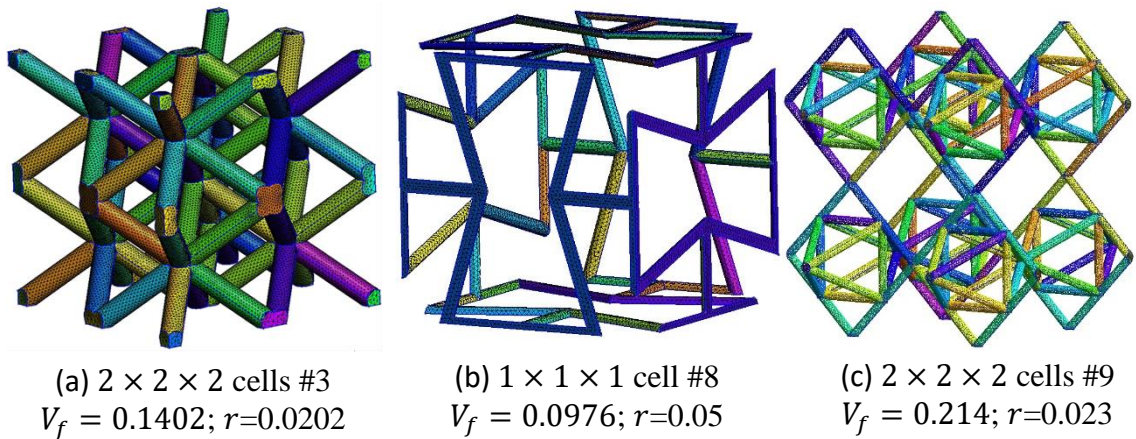 (a) 2 × 2 × 2 cells #3
V_f = 0.1402; r=0.0202
(b) 1 × 1 × 1 cell #8
V_f = 0.0976; r=0.05
(c) 2 × 2 × 2 cells #9
V_f = 0.214; r=0.023